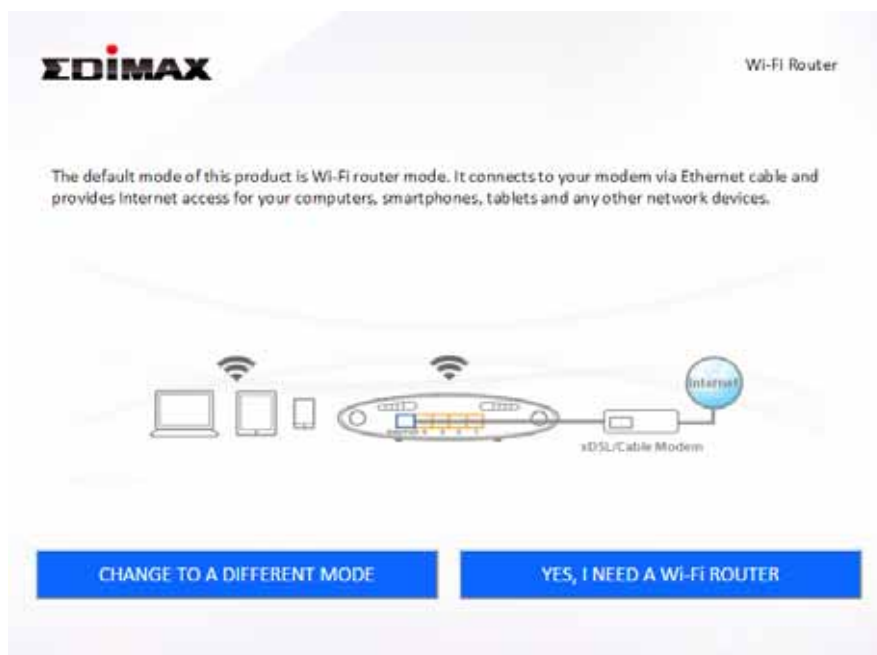 EDIMAX
Wi-Fi Router
The default mode of this product is Wi-Fi router mode. It connects to your modem via Ethernet cable and
provides Internet access for your computers, smartphones, tablets and any other network devices.
Internet
xDSL/Cable Modem
CHANGE TO A DIFFERENT MODE
YES, I NEED A Wi-Fi ROUTER